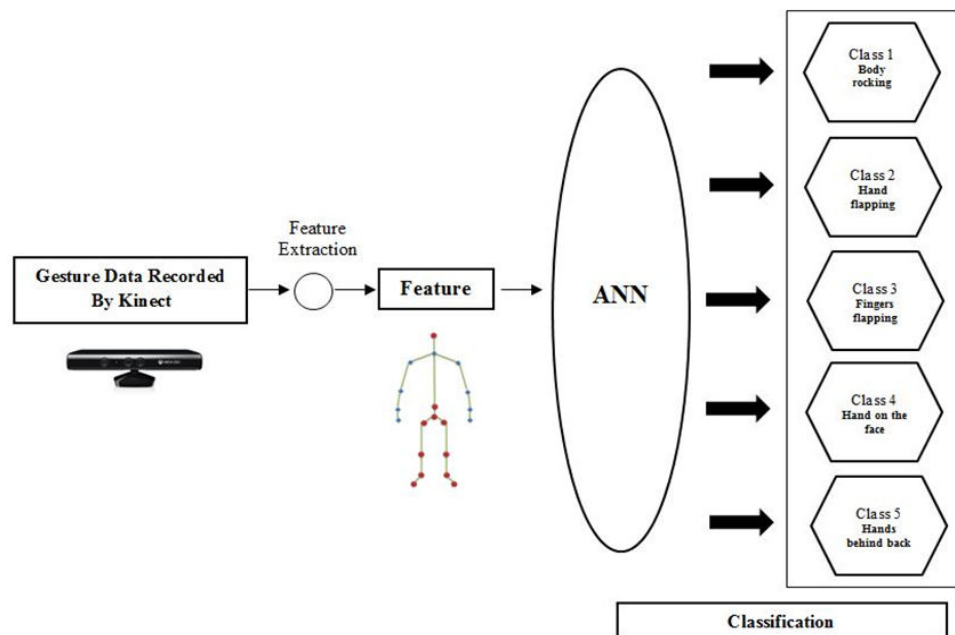 Gesture Data Recorded
By Kinect
Feature
Extraction
Feature
ANN
Class 1
Body
rocking
Class 2
Hand
flapping
Class 3
Fingers
flapping
Class 4
Hand on the
face
Class 5
Hands
behind back
Classification